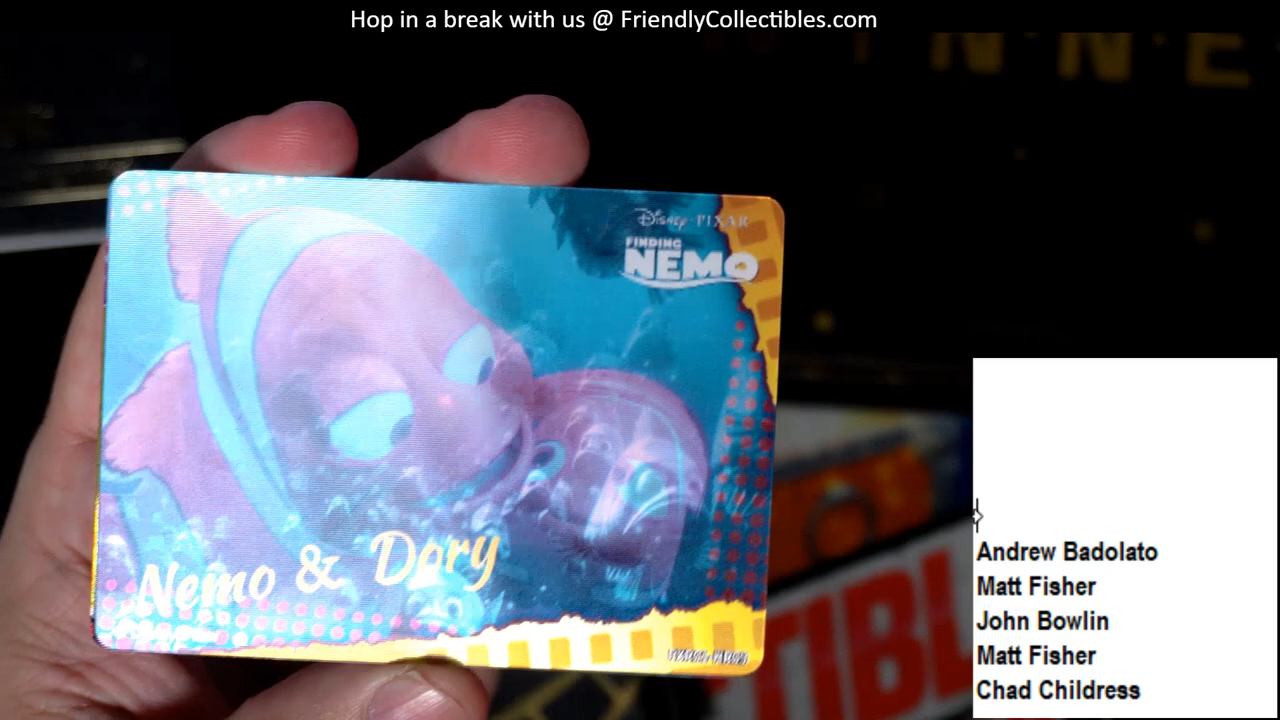 Hop in a break with us @ FriendlyCollectibles.com
Disney · PIXAR
FINDING
NEMO
Nemo & Dory
TIBL
Andrew Badolato
Matt Fisher
John Bowlin
Matt Fisher
Chad Childress